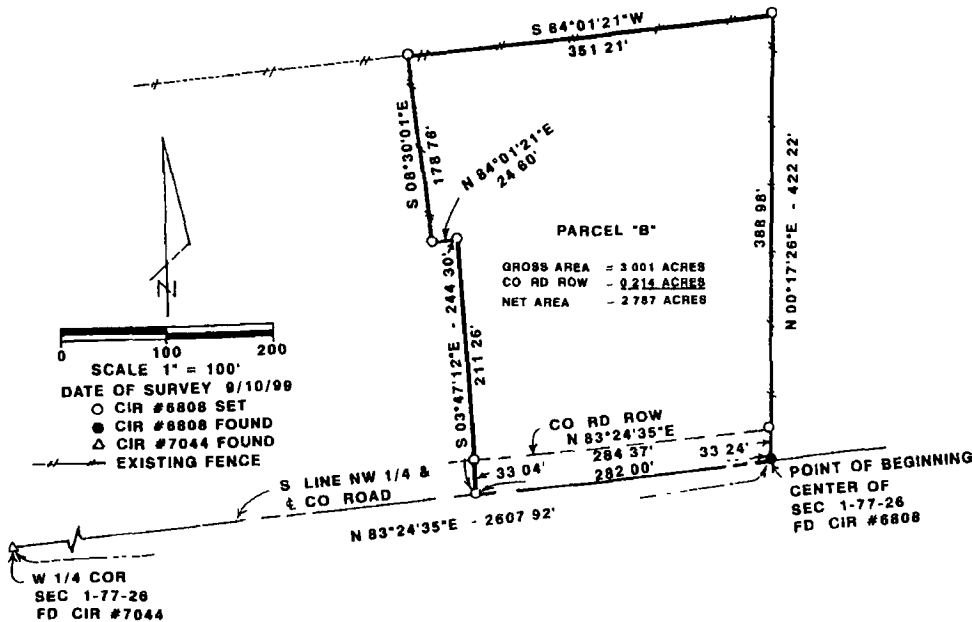 S 84°01'21"W
351 21'
S 08°30'01"E
178 76'
N 84°01'21"E
24 60'
PARCEL "B"
GROSS AREA = 3 001 ACRES
CO RD ROW - 0 214 ACRES
NET AREA - 2 787 ACRES
388 98'
N 00°17'26"E - 422 22'
S 03°47'12"E - 244 30'
211 26'
N
0 100 200
SCALE 1" = 100'
DATE OF SURVEY 9/10/99
CIR #6808 SET
CIR #6808 FOUND
CIR #7044 FOUND
EXISTING FENCE
CO RD ROW
N 83°24'35"E
284 37'
33 24'
33 04'
282 00'
S LINE NW 1/4 &
℄ CO ROAD
N 83°24'35"E - 2607 92'
POINT OF BEGINNING
CENTER OF
SEC 1-77-26
FD CIR #6808
W 1/4 COR
SEC 1-77-26
FD CIR #7044